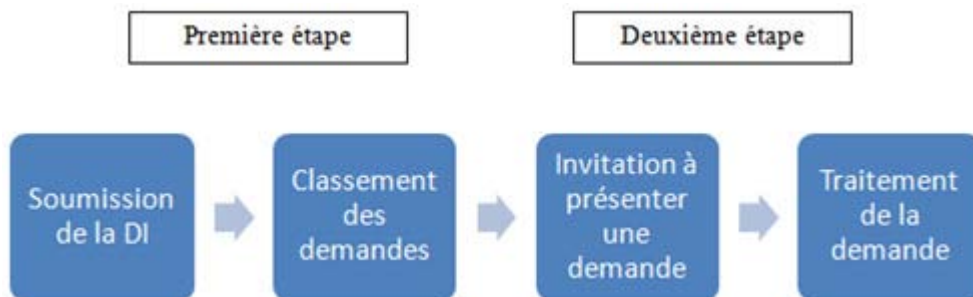 Première étape
Deuxième étape
Soumission
de la DI
Classement
des
demandes
Invitation à
présenter
une
demande
Traitement
de la
demande